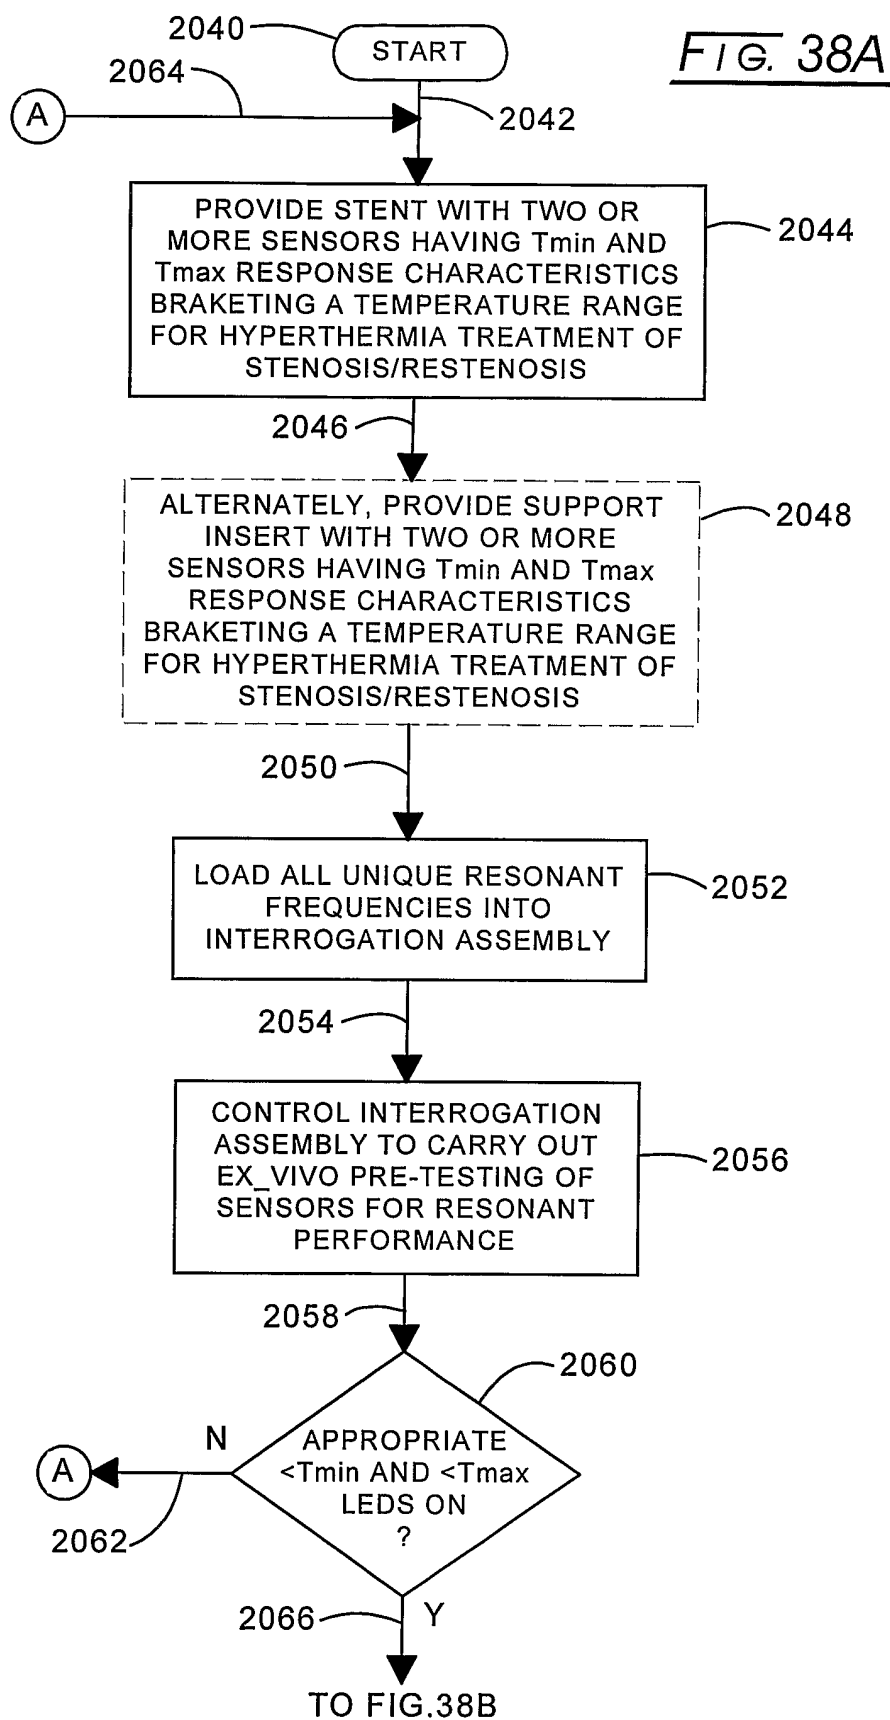 2040
START
FIG. 38A
2064
A
2042
PROVIDE STENT WITH TWO OR
MORE SENSORS HAVING Tmin AND
Tmax RESPONSE CHARACTERISTICS
BRAKETING A TEMPERATURE RANGE
FOR HYPERTHERMIA TREATMENT OF
STENOSIS/RESTENOSIS
2044
2046
ALTERNATELY, PROVIDE SUPPORT
INSERT WITH TWO OR MORE
SENSORS HAVING Tmin AND Tmax
RESPONSE CHARACTERISTICS
BRAKETING A TEMPERATURE RANGE
FOR HYPERTHERMIA TREATMENT OF
STENOSIS/RESTENOSIS
2048
2050
LOAD ALL UNIQUE RESONANT
FREQUENCIES INTO
INTERROGATION ASSEMBLY
2052
2054
CONTROL INTERROGATION
ASSEMBLY TO CARRY OUT
EX_VIVO PRE-TESTING OF
SENSORS FOR RESONANT
PERFORMANCE
2056
2058
2060
N
APPROPRIATE
<Tmin AND <Tmax
LEDS ON
?
A
2062
2066
Y
TO FIG.38B